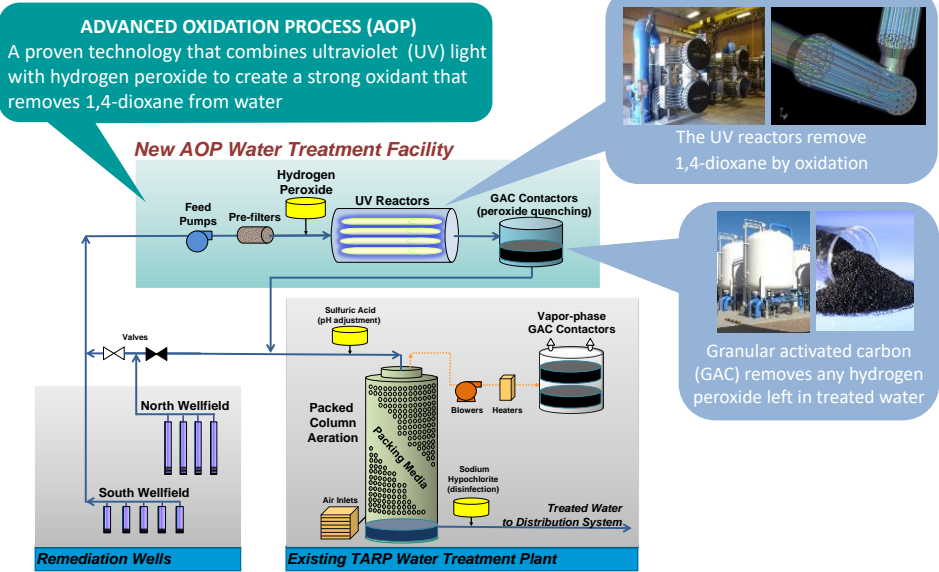 ADVANCED OXIDATION PROCESS (AOP)
A proven technology that combines ultraviolet (UV) light
with hydrogen peroxide to create a strong oxidant that
removes 1,4-dioxane from water
The UV reactors remove
1,4-dioxane by oxidation
New AOP Water Treatment Facility
Hydrogen
Peroxide
Feed
Pumps
Pre-filters
UV Reactors
GAC Contactors
(peroxide quenching)
Granular activated carbon
(GAC) removes any hydrogen
peroxide left in treated water
Valves
Sulfuric Acid
(pH adjustment)
Vapor-phase
GAC Contactors
Blowers
Heaters
Packed
Column
Aeration
Packing Media
North Wellfield
South Wellfield
Air Inlets
Sodium
Hypochlorite
(disinfection)
Treated Water
to Distribution System
Remediation Wells
Existing TARP Water Treatment Plant